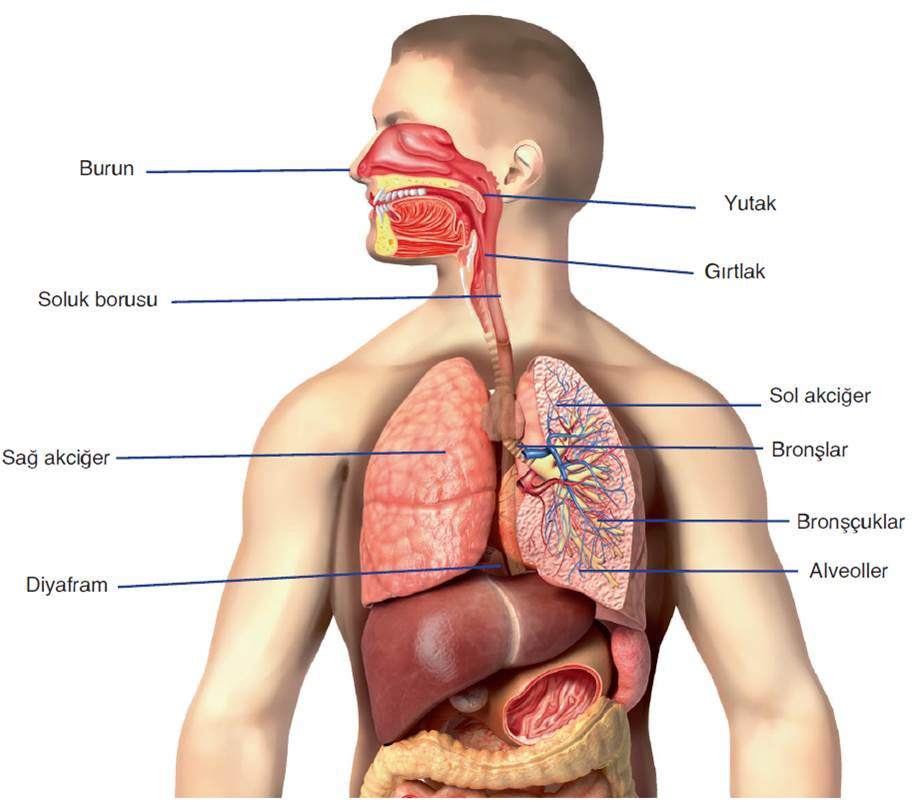 Burun
Yutak
Gırtlak
Soluk borusu
Sol akciğer
Bronşlar
Sağ akciğer
Bronşçuklar
Alveoller
Diyafram